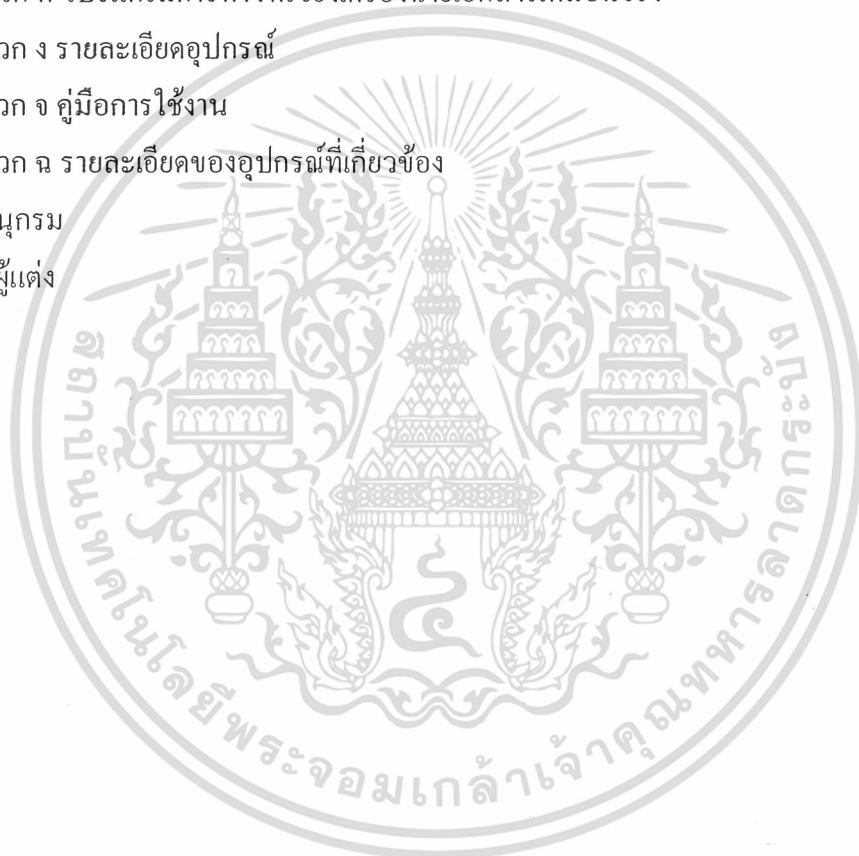 วก ง รายละเอียดอุปกรณ์
วก จ คู่มือการใช้งาน
วก ฉ รายละเอียดของอุปกรณ์ที่เกี่ยวข้อง
นุกรม
ผู้แต่ง
สถาบันเทคโนโลยีพระจอมเกล้าเจ้าคุณทหารลาดกระบัง
๔